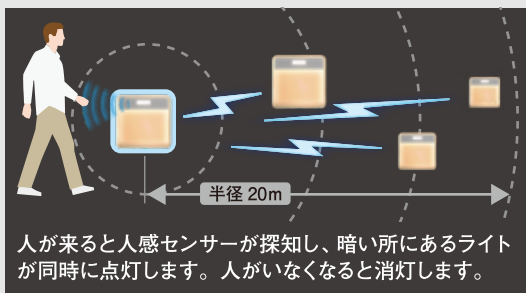 半径 20m
人が来ると人感センサーが探知し、暗い所にあるライト
が同時に点灯します。人がいなくなると消灯します。